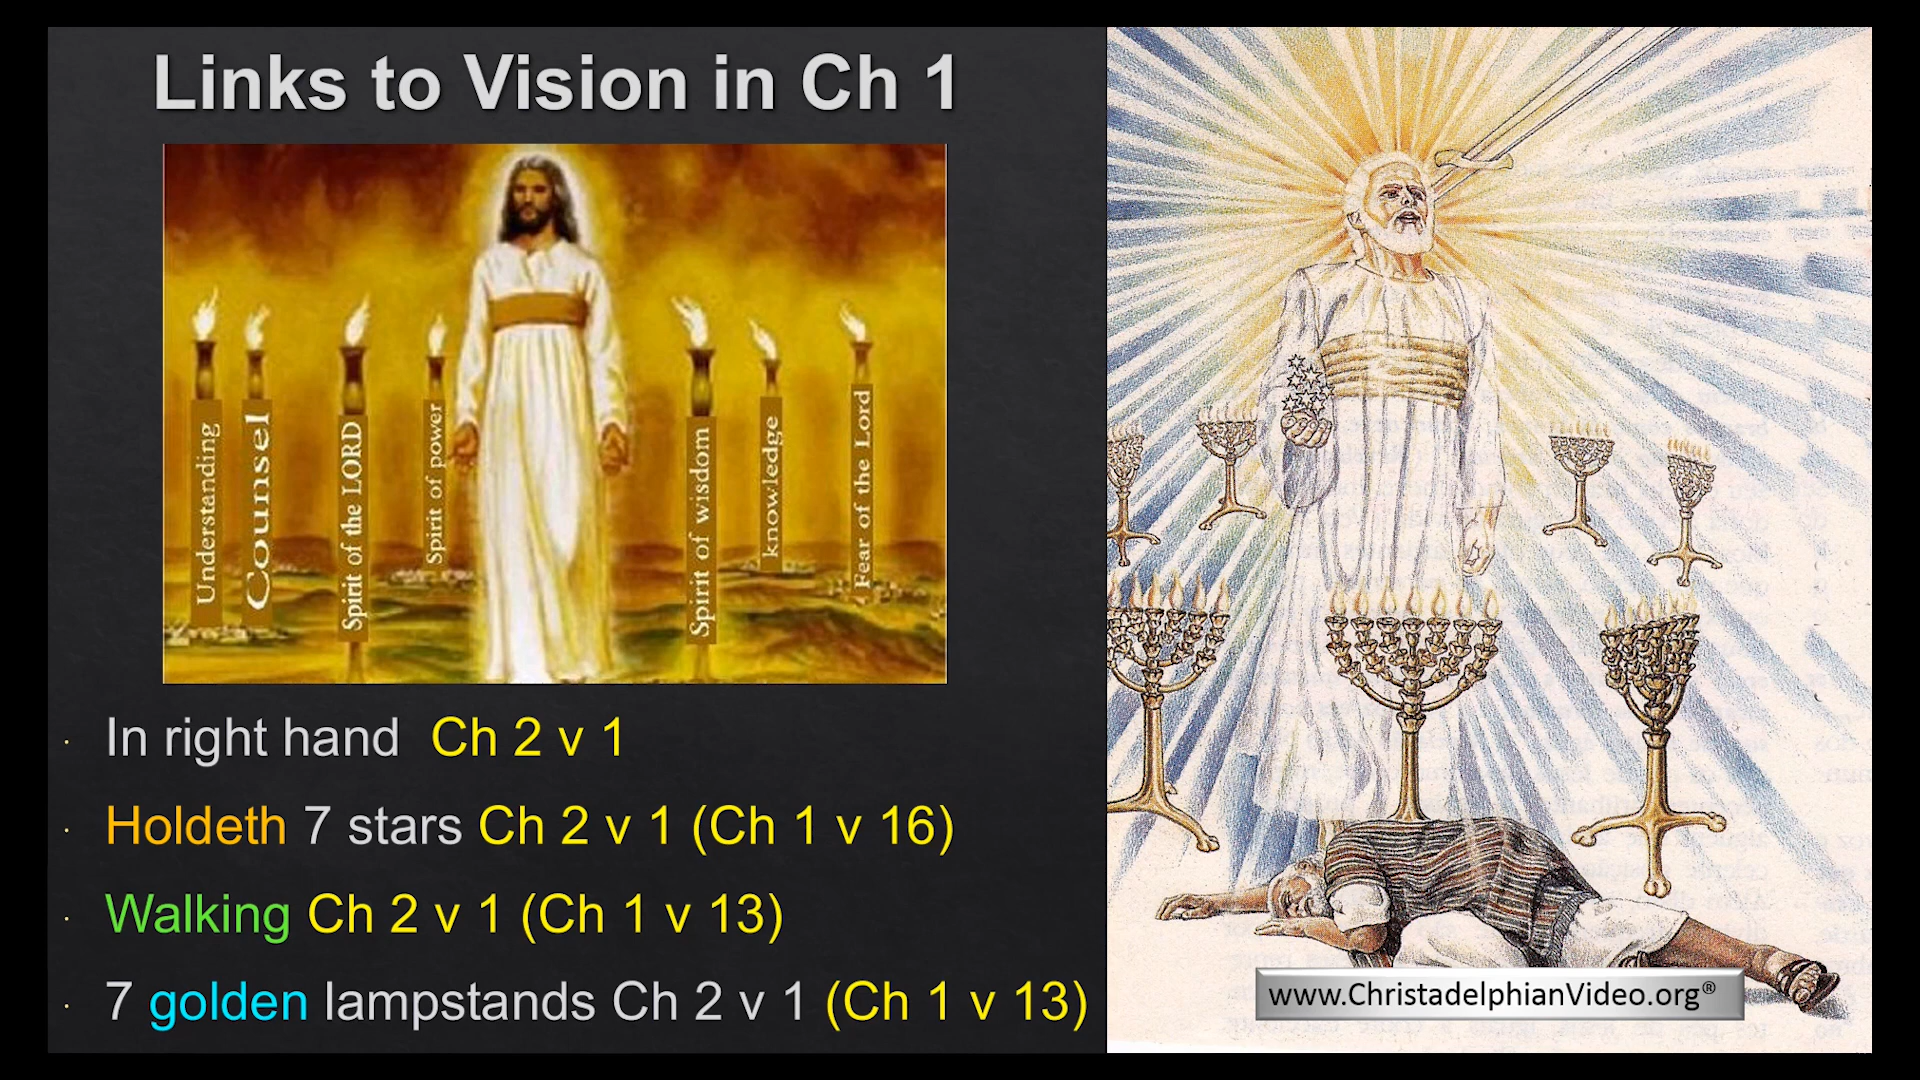 Links to Vision in Ch 1
Understanding
Counsel
Spirit of the LORD
Spirit of power
Spirit of wisdom
knowledge
Fear of the Lord
· In right hand Ch 2 v 1
· Holdeth 7 stars Ch 2 v 1 (Ch 1 v 16)
· Walking Ch 2 v 1 (Ch 1 v 13)
· 7 golden lampstands Ch 2 v 1 (Ch 1 v 13)
www.ChristadelphianVideo.org®